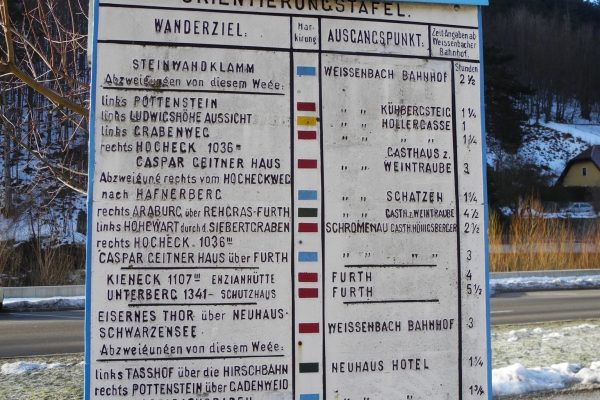 ORIENTIERUNGSTAFEL.
WANDERZIEL: Markirung AUSGANGSPUNKT: Zeit-Angaben ab Weissenbacher Bahnhof.
Stunden
STEINWANDKLAMM WEISSENBACH BAHNHOF 2½
Abzweigungen von diesem Wege:
links POTTENSTEIN „ „ KÜHBERGSTEIG 1¼
links LUDWIGSHÖHE AUSSICHT „ „ HOLLERGASSE 1
links GRABENWEG „ „ „ 1¼
rechts HOCHECK 1036m GASTHAUS z.
CASPAR GEITNER HAUS „ „ WEINTRAUBE 3
Abzweigung rechts vom HOCHECKWEG
nach HAFNERBERG „ „ SCHATZEN 1¼
rechts ARABURG über REHGRAS-FURTH „ „ GASTH. z. WEINTRAUBE 4½
links HOHEWART durch d. SIEBERTGRABEN SCHROMENAU GASTH. HÖNIGSBERGER 2½
rechts HOCHECK. 1036m
CASPAR GEITNER HAUS über FURTH „ „ „ 3
KIENECK 1107m ENZIANHÜTTE FURTH 4
UNTERBERG 1341- SCHUTZHAUS FURTH 5½
EISERNES THOR über NEUHAUS-
SCHWARZENSEE. WEISSENBACH BAHNHOF 3
Abzweigungen von diesem Wege:
links TASSHOF über die HIRSCHBAHN NEUHAUS HOTEL 1¼
rechts POTTENSTEIN über GADENWEID „ „ 1¾